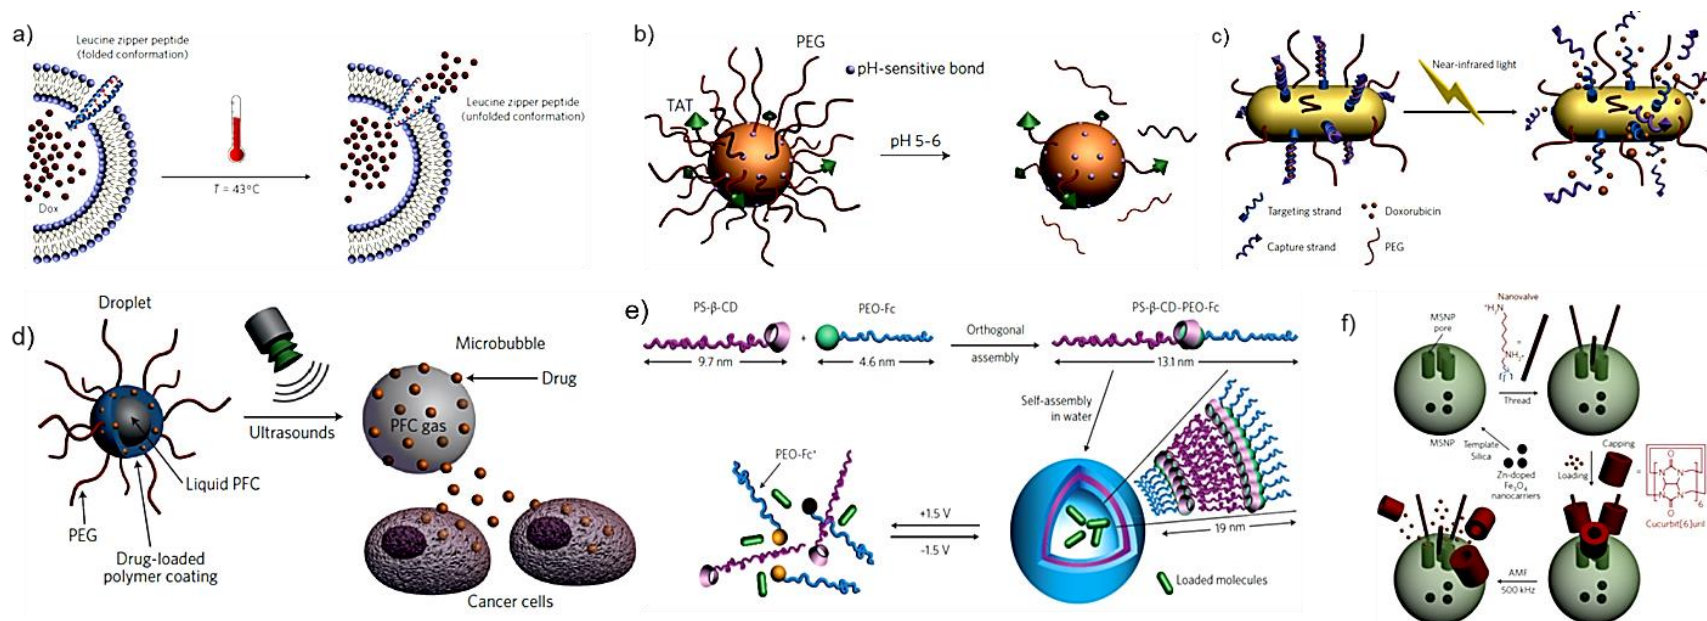 a)
Leucine zipper peptide
(folded conformation)
Dox
T = 43°C
Leucine zipper peptide
(unfolded conformation)
b)
PEG
pH-sensitive bond
TAT
pH 5-6
c)
Near-infrared light
Targeting strand
Doxorubicin
Capture strand
PEG
d)
Droplet
Microbubble
Drug
PFC gas
Ultrasounds
Liquid PFC
PEG
Drug-loaded
polymer coating
Cancer cells
e)
PS-β-CD
PEO-Fc
PS-β-CD-PEO-Fc
+
Orthogonal
assembly
9.7 nm
4.6 nm
13.1 nm
Self-assembly
in water
PEO-Fc⁺
+1.5 V
-1.5 V
19 nm
Loaded molecules
f)
MSNP
pore
Nanovalve
⁺H₃N
=
Thread
MSNP
Template
Silica
Zn-doped
nanocarriers
Capping
Loading
=
Cucurbit[6]uril
AMF
500 kHz